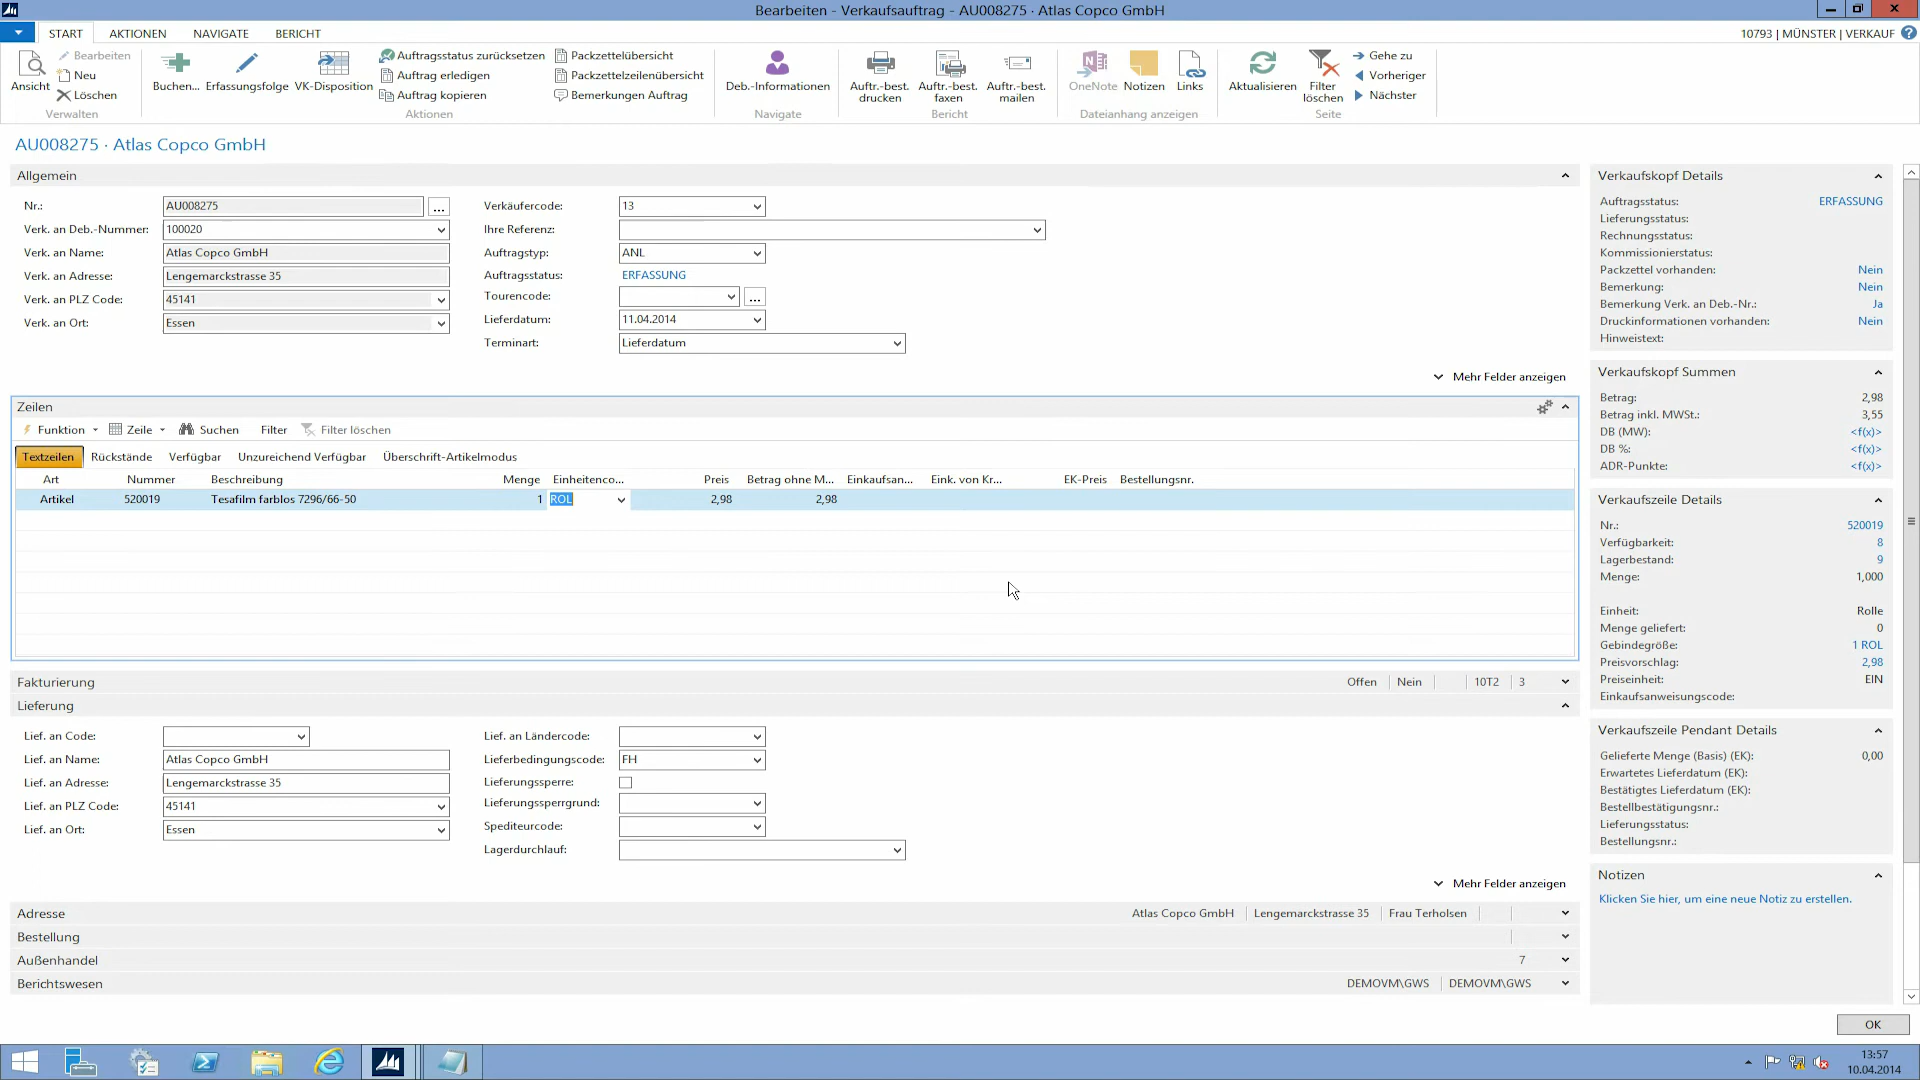 Bearbeiten - Verkaufsauftrag - AU008275 · Atlas Copco GmbH
START AKTIONEN NAVIGATE BERICHT
10793 | MÜNSTER | VERKAUF
Ansicht
Bearbeiten
Neu
Löschen
Verwalten
Buchen...
Erfassungsfolge
VK-Disposition
Auftragsstatus zurücksetzen
Auftrag erledigen
Auftrag kopieren
Packzettelübersicht
Packzettelzeilenübersicht
Bemerkungen Auftrag
Aktionen
Deb.-Informationen
Navigate
Auftr.-best. drucken
Auftr.-best. faxen
Auftr.-best. mailen
Bericht
OneNote
Notizen
Links
Dateianhang anzeigen
Aktualisieren
Filter löschen
Gehe zu
Vorheriger
Nächster
Seite
AU008275 · Atlas Copco GmbH
Allgemein
Nr.: AU008275 ...
Verk. an Deb.-Nummer: 100020
Verk. an Name: Atlas Copco GmbH
Verk. an Adresse: Lengemarckstrasse 35
Verk. an PLZ Code: 45141
Verk. an Ort: Essen
Verkäufercode: 13
Ihre Referenz:
Auftragstyp: ANL
Auftragsstatus: ERFASSUNG
Tourencode: ...
Lieferdatum: 11.04.2014
Terminart: Lieferdatum
Mehr Felder anzeigen
Zeilen
Funktion Zeile Suchen Filter Filter löschen
Textzeilen Rückstände Verfügbar Unzureichend Verfügbar Überschrift-Artikelmodus
Art Nummer Beschreibung Menge Einheitenco... Preis Betrag ohne M... Einkaufsan... Eink. von Kr... EK-Preis Bestellungsnr.
Artikel 520019 Tesafilm farblos 7296/66-50 1 ROL 2,98 2,98
Fakturierung Offen Nein 10T2 3
Lieferung
Lief. an Code:
Lief. an Name: Atlas Copco GmbH
Lief. an Adresse: Lengemarckstrasse 35
Lief. an PLZ Code: 45141
Lief. an Ort: Essen
Lief. an Ländercode:
Lieferbedingungscode: FH
Lieferungssperre:
Lieferungssperrgrund:
Spediteurcode:
Lagerdurchlauf:
Mehr Felder anzeigen
Adresse Atlas Copco GmbH Lengemarckstrasse 35 Frau Terholsen
Bestellung
Außenhandel 7
Berichtswesen DEMOVM\GWS DEMOVM\GWS
Verkaufskopf Details
Auftragsstatus: ERFASSUNG
Lieferungsstatus:
Rechnungsstatus:
Kommissionierstatus:
Packzettel vorhanden: Nein
Bemerkung: Nein
Bemerkung Verk. an Deb.-Nr.: Ja
Druckinformationen vorhanden: Nein
Hinweistext:
Verkaufskopf Summen
Betrag: 2,98
Betrag inkl. MWSt.: 3,55
DB (MW): <f(x)>
DB %: <f(x)>
ADR-Punkte: <f(x)>
Verkaufszeile Details
Nr.: 520019
Verfügbarkeit: 8
Lagerbestand: 9
Menge: 1,000
Einheit: Rolle
Menge geliefert: 0
Gebindegröße: 1 ROL
Preisvorschlag: 2,98
Preiseinheit: EIN
Einkaufsanweisungscode:
Verkaufszeile Pendant Details
Gelieferte Menge (Basis) (EK): 0,00
Erwartetes Lieferdatum (EK):
Bestätigtes Lieferdatum (EK):
Bestellbestätigungsnr.:
Lieferungsstatus:
Bestellungsnr.:
Notizen
Klicken Sie hier, um eine neue Notiz zu erstellen.
OK
13:57
10.04.2014